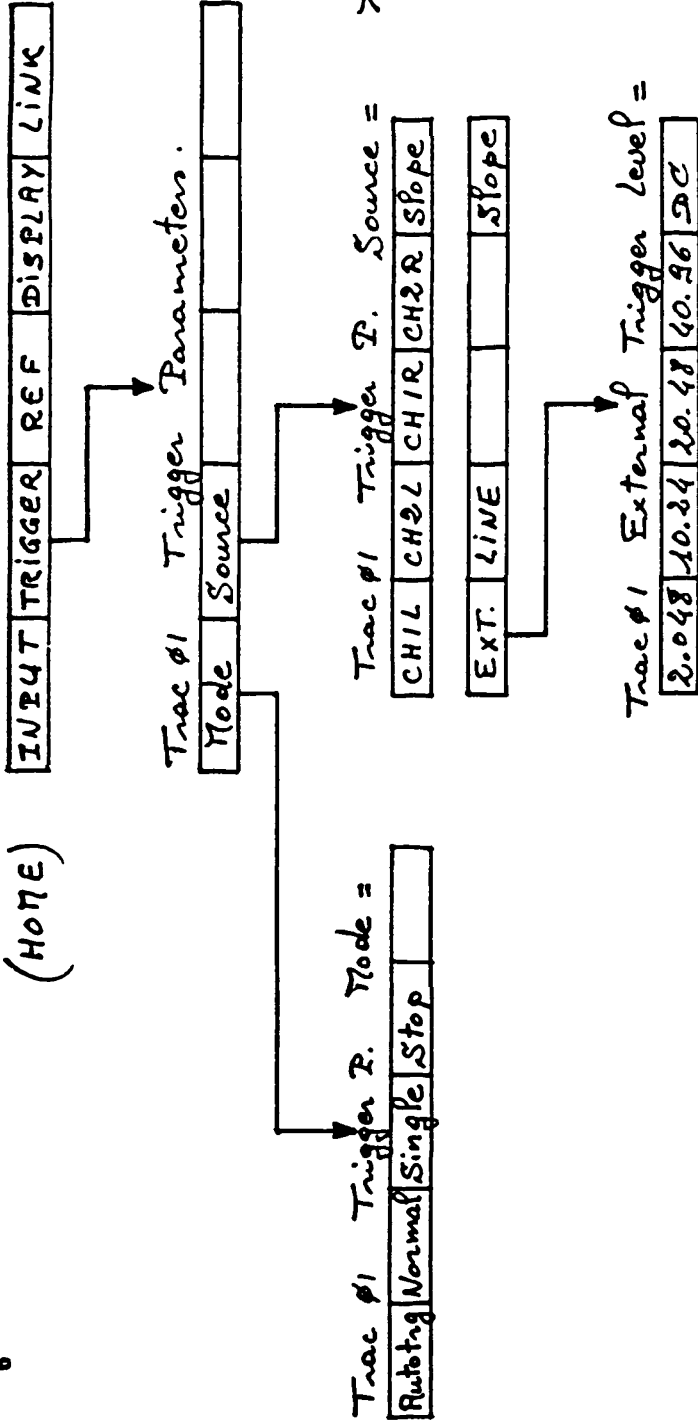 (HOME)
INPUT TRIGGER REF DISPLAY LINK
Trac Ø1 Trigger Parameters.
Mode Source
Trac Ø1 Trigger P. Mode =
Autotrg Normal Single Stop
Trac Ø1 Trigger P. Source =
CH1L CH2L CH1R CH2R Slope
EXT. LINE Slope
Trac Ø1 External Trigger Level =
2.048 10.24 20.48 40.96 DC